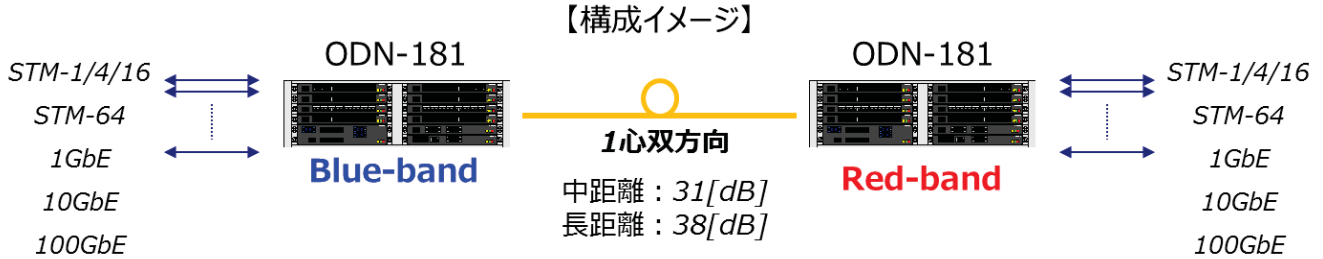 【構成イメージ】
ODN-181
ODN-181
STM-1/4/16
STM-64
1GbE
10GbE
100GbE
Blue-band
1心双方向
中距離：31[dB]
長距離：38[dB]
Red-band
STM-1/4/16
STM-64
1GbE
10GbE
100GbE